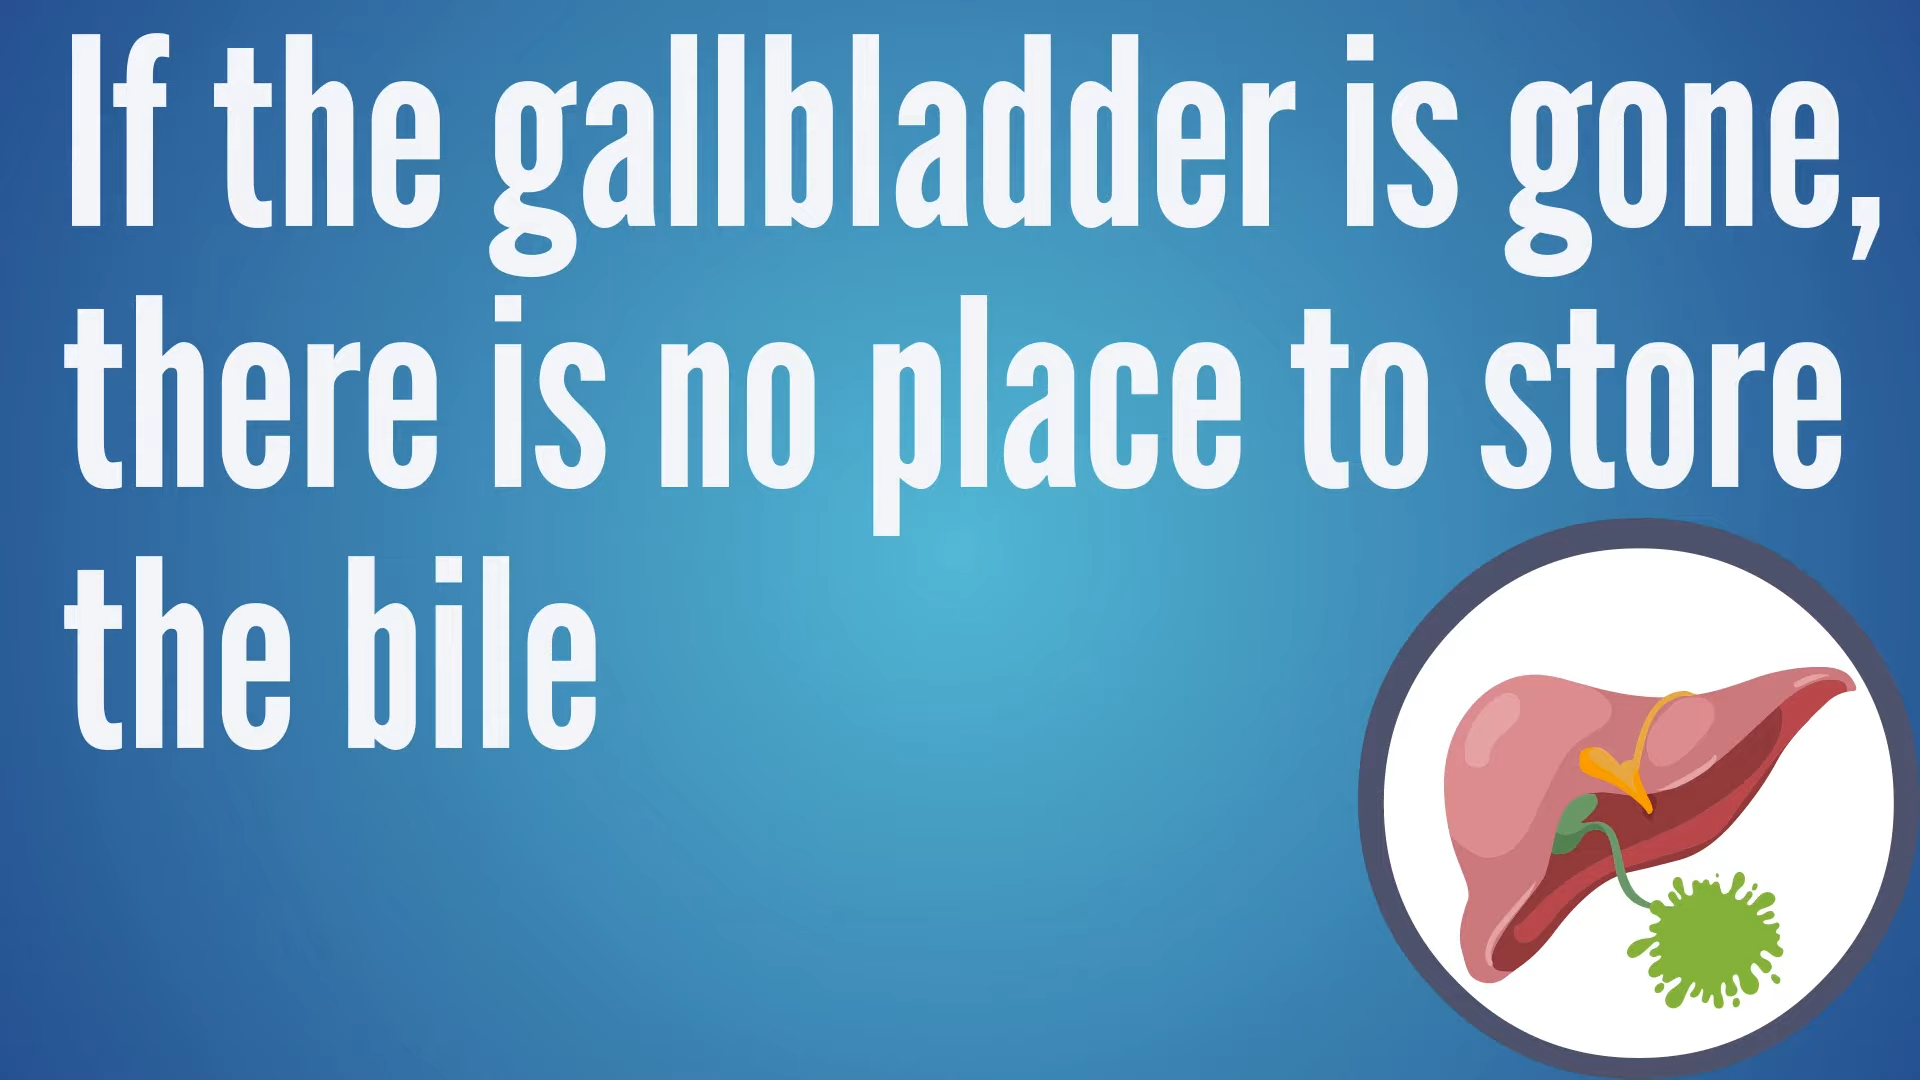 If the gallbladder is gone,
there is no place to store
the bile